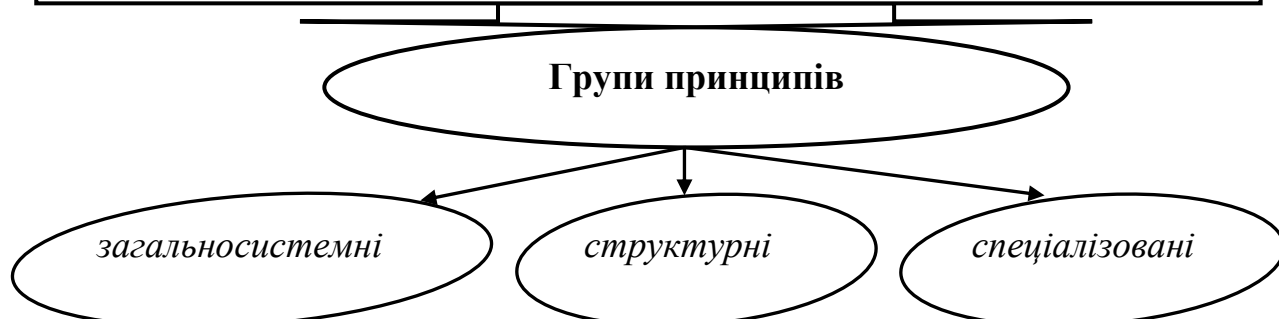 Групи принципів
загальносистемні
структурні
спеціалізовані